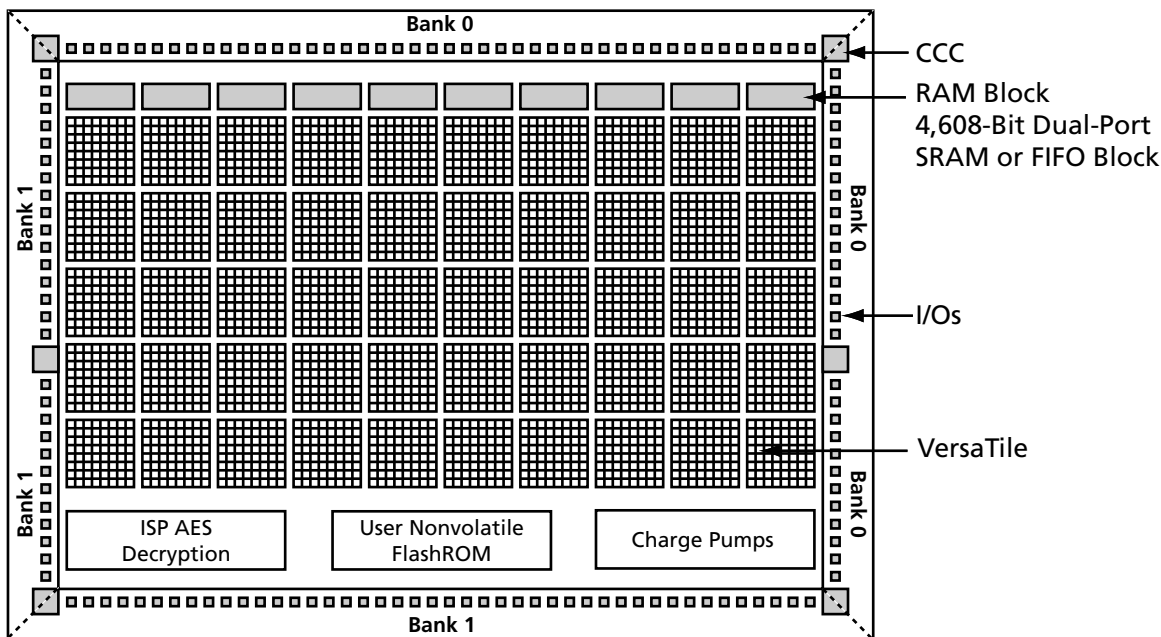 Bank 0
CCC
RAM Block
4,608-Bit Dual-Port
SRAM or FIFO Block
Bank 1
Bank 0
I/Os
VersaTile
Bank 1
Bank 0
ISP AES
Decryption
User Nonvolatile
FlashROM
Charge Pumps
Bank 1